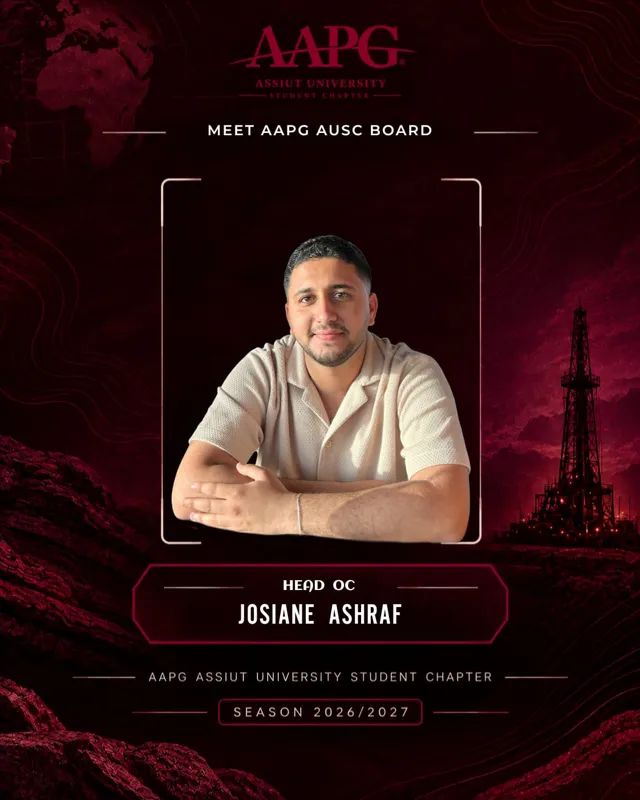 AAPG®
ASSIUT UNIVERSITY
STUDENT CHAPTER
MEET AAPG AUSC BOARD
HEAD OC
JOSIANE ASHRAF
AAPG ASSIUT UNIVERSITY STUDENT CHAPTER
SEASON 2026/2027